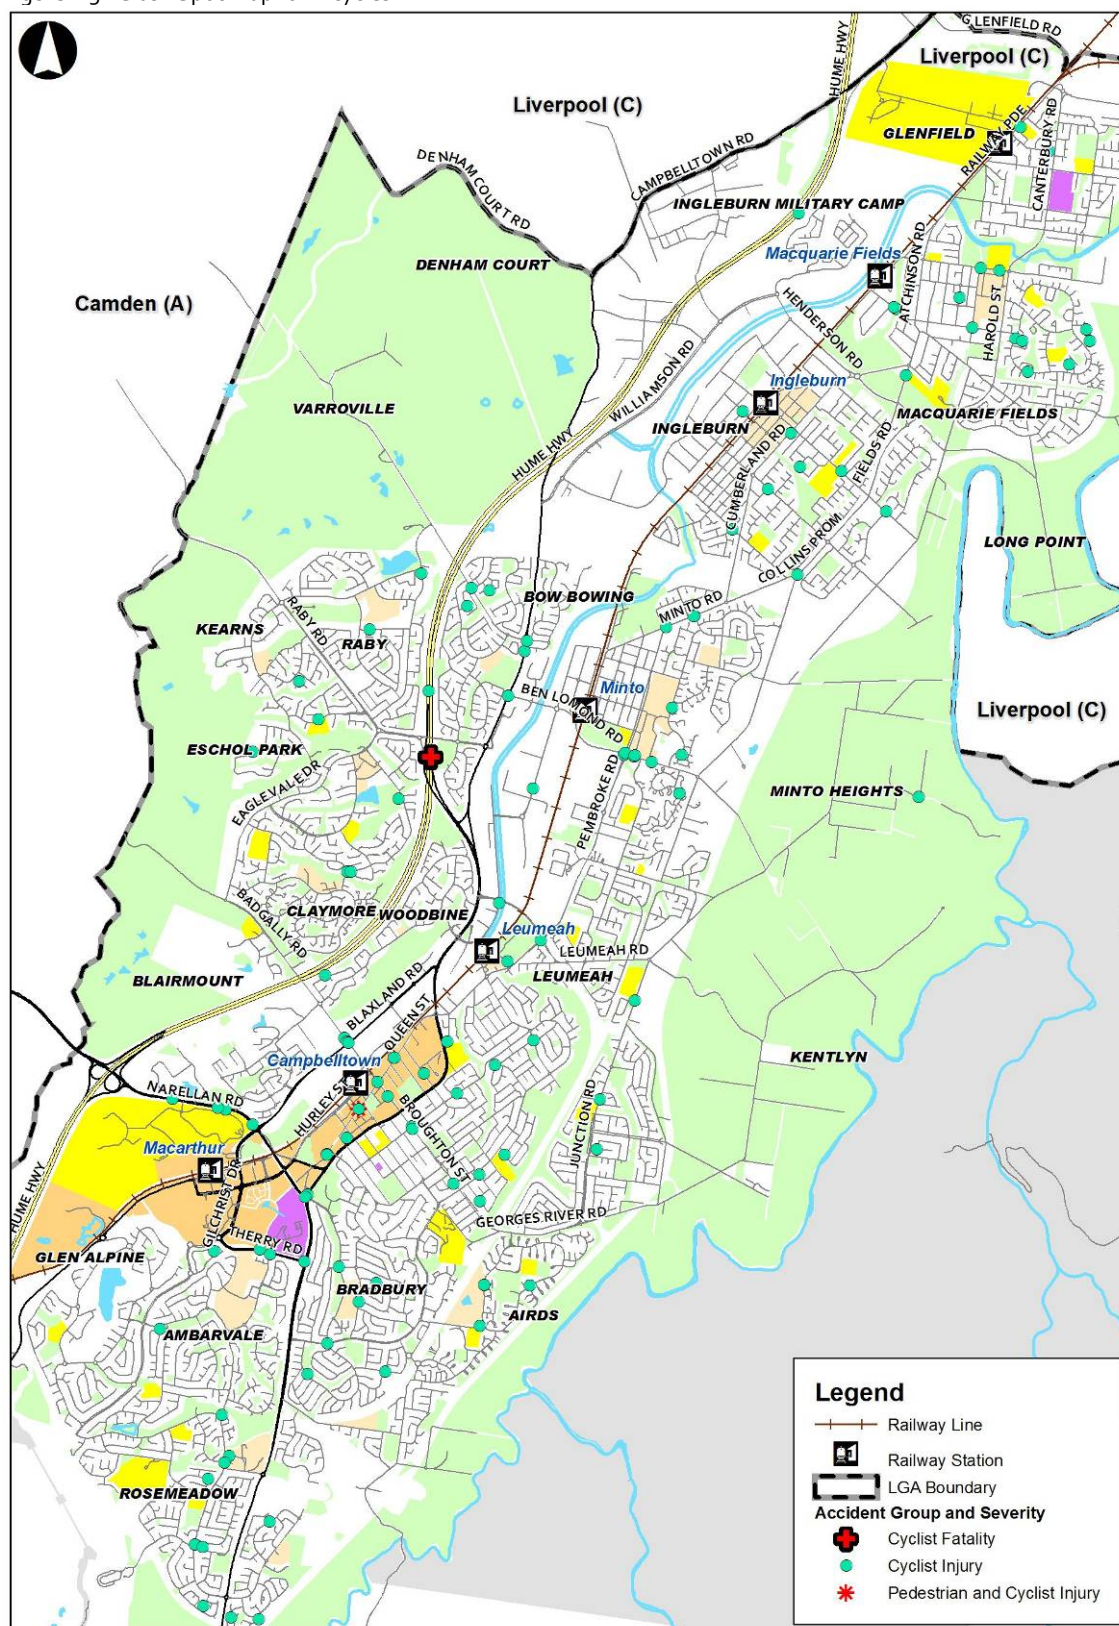 GLENFIELD RD
Liverpool (C)
HUME HWY
Liverpool (C)
GLENFIELD
RAILWAY PDE
CANTERBURY RD
CAMPBELLTOWN RD
DENHAM COURT RD
INGLEBURN MILITARY CAMP
Macquarie Fields
ATCHINSON RD
DENHAM COURT
Camden (A)
HENDERSON RD
HAROLD ST
WILLIAMSON RD
Ingleburn
VARROVILLE
MACQUARIE FIELDS
INGLEBURN
HUME HWY
CUMBERLAND RD
FIELDS RD
COLLINS PROM
LONG POINT
BOW BOWING
RABY RD
MINTO RD
KEARNS
RABY
Minto
BEN LOMOND RD
Liverpool (C)
ESCHOL PARK
EAGLEVALE DR
MINTO HEIGHTS
PEMBROKE RD
CLAYMORE
WOODBINE
BADGALLY RD
Leumeah
LEUMEAH RD
LEUMEAH
BLAIRMOUNT
BLAXLAND RD
QUEEN ST
KENTLYN
Campbelltown
NARELLAN RD
HURLEY ST
BROUGHTON ST
JUNCTION RD
Macarthur
HUME HWY
GILCHRIST DR
GEORGES RIVER RD
THERRY RD
GLEN ALPINE
BRADBURY
AIRDS
AMBARVALE
ROSEMEADOW
Legend
Railway Line
Railway Station
LGA Boundary
Accident Group and Severity
Cyclist Fatality
Cyclist Injury
Pedestrian and Cyclist Injury